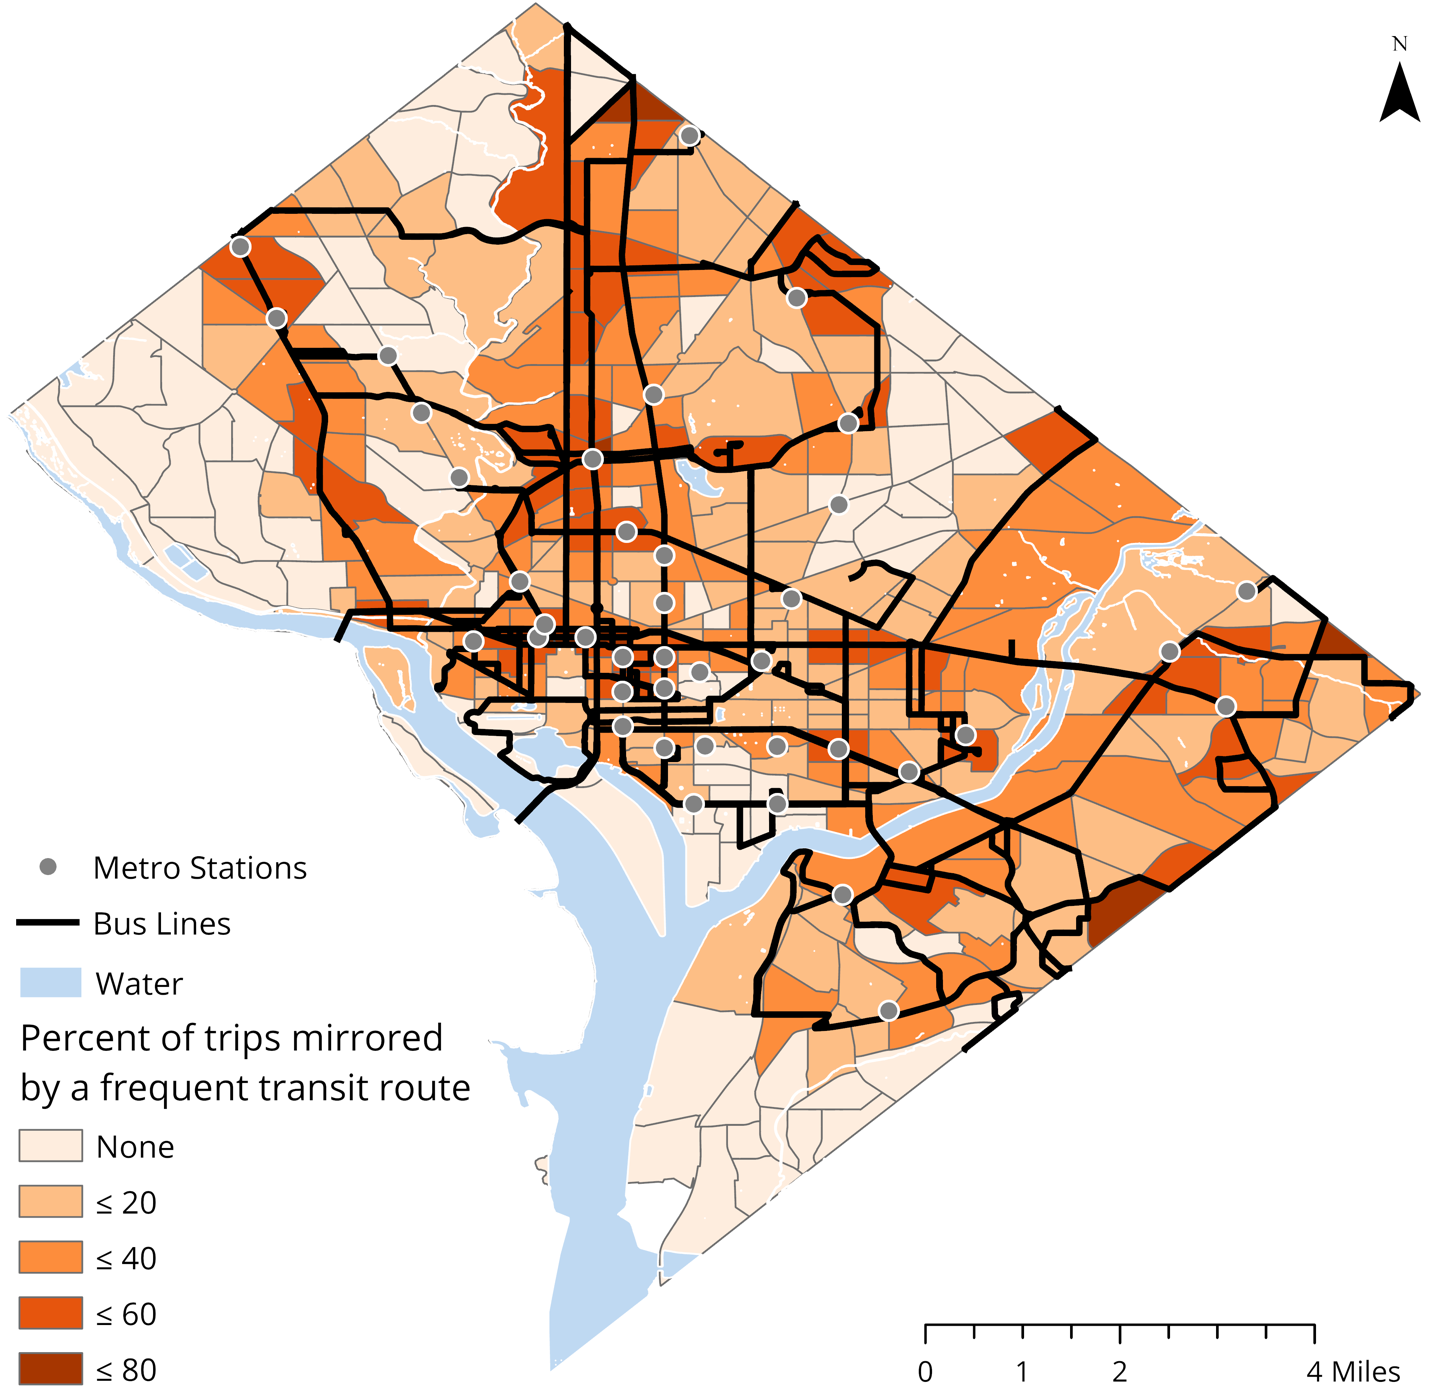 N
Metro Stations
Bus Lines
Water
Percent of trips mirrored
by a frequent transit route
None
≤ 20
≤ 40
≤ 60
≤ 80
0 1 2 4 Miles